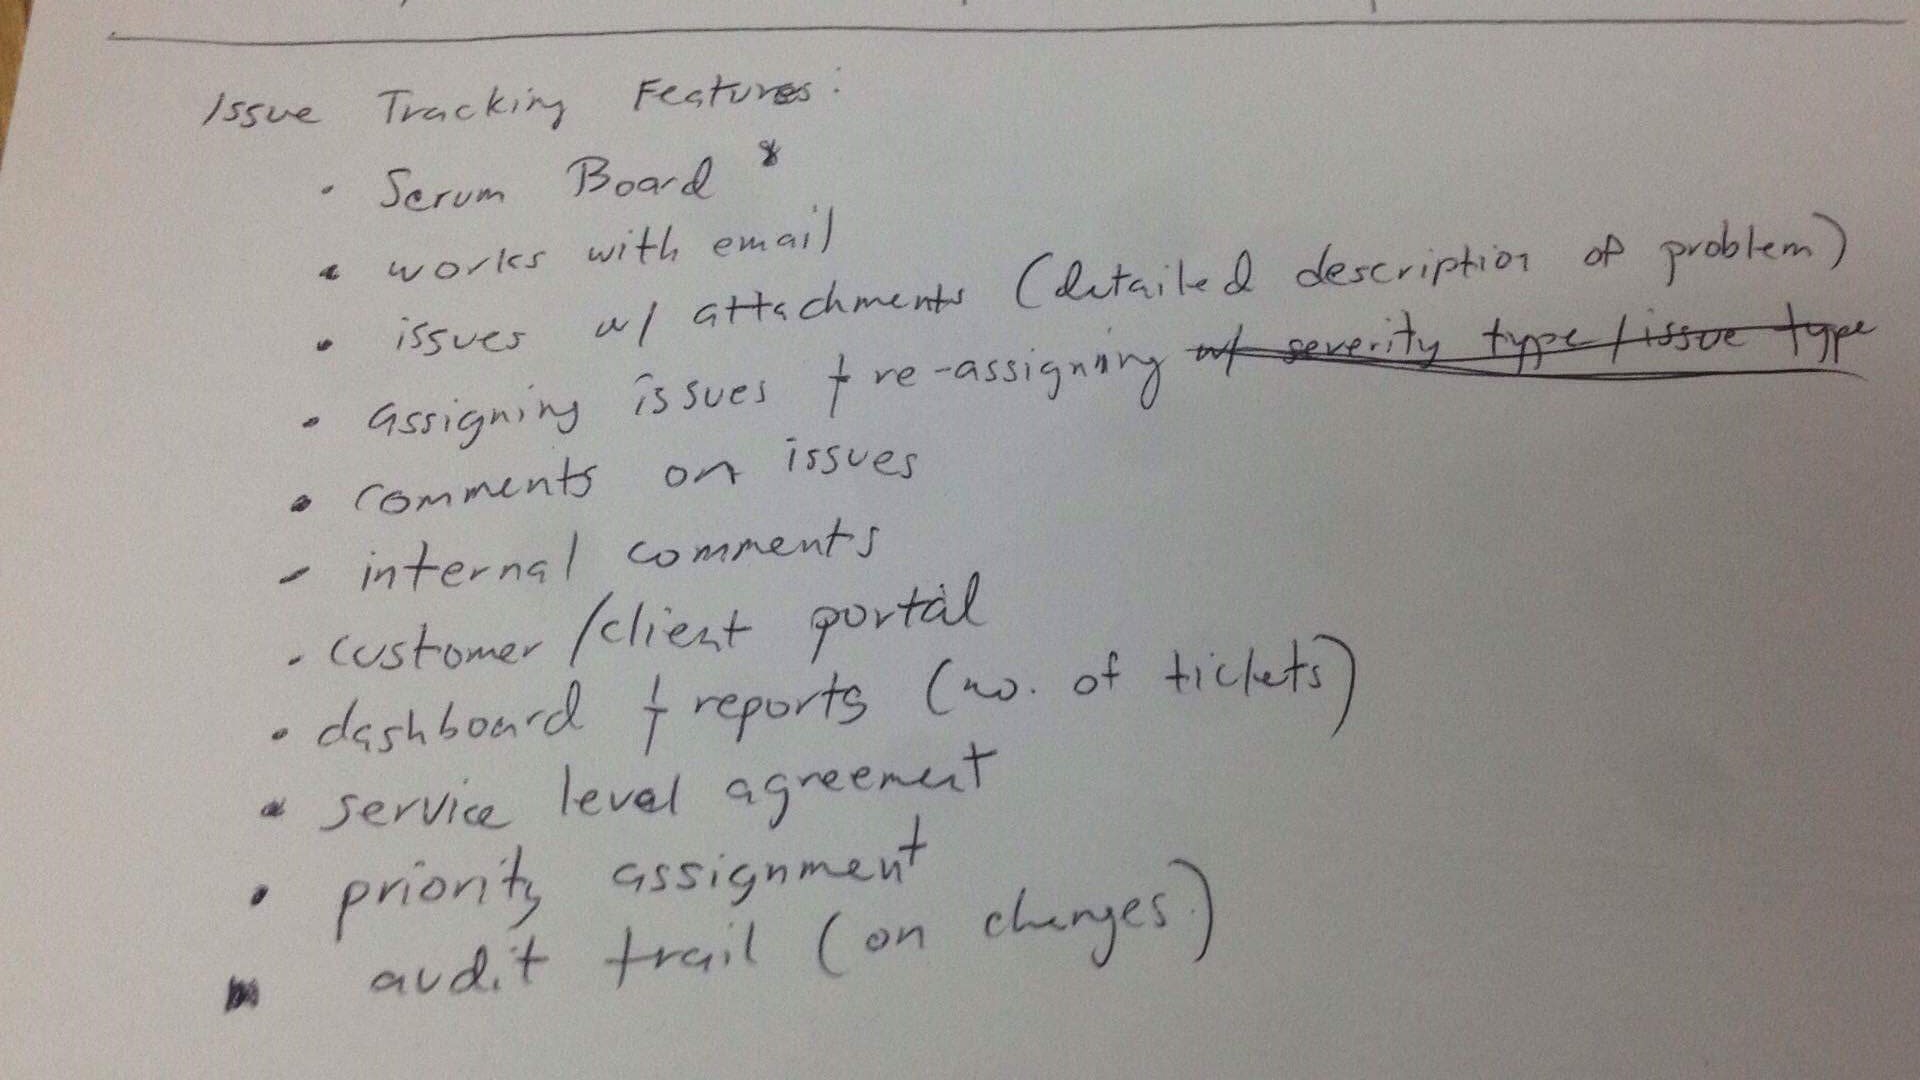 Issue Tracking Features:
· Scrum Board *
· works with email
· issues w/ attachments (detailed description of problem)
· assigning issues + re-assigning w/ severity type / issue type
· comments on issues
- internal comments
· customer/client portal
· dashboard + reports (no. of tickets)
· service level agreement
· priority assignment
· audit trail (on changes)